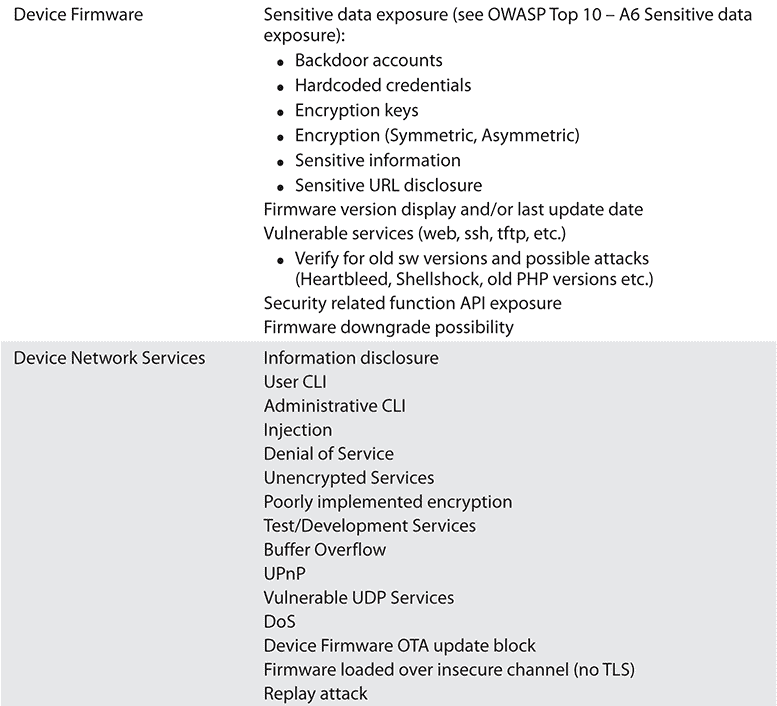 Device Firmware
Sensitive data exposure (see OWASP Top 10 – A6 Sensitive data
exposure):
• Backdoor accounts
• Hardcoded credentials
• Encryption keys
• Encryption (Symmetric, Asymmetric)
• Sensitive information
• Sensitive URL disclosure
Firmware version display and/or last update date
Vulnerable services (web, ssh, tftp, etc.)
• Verify for old sw versions and possible attacks
(Heartbleed, Shellshock, old PHP versions etc.)
Security related function API exposure
Firmware downgrade possibility
Device Network Services
Information disclosure
User CLI
Administrative CLI
Injection
Denial of Service
Unencrypted Services
Poorly implemented encryption
Test/Development Services
Buffer Overflow
UPnP
Vulnerable UDP Services
DoS
Device Firmware OTA update block
Firmware loaded over insecure channel (no TLS)
Replay attack